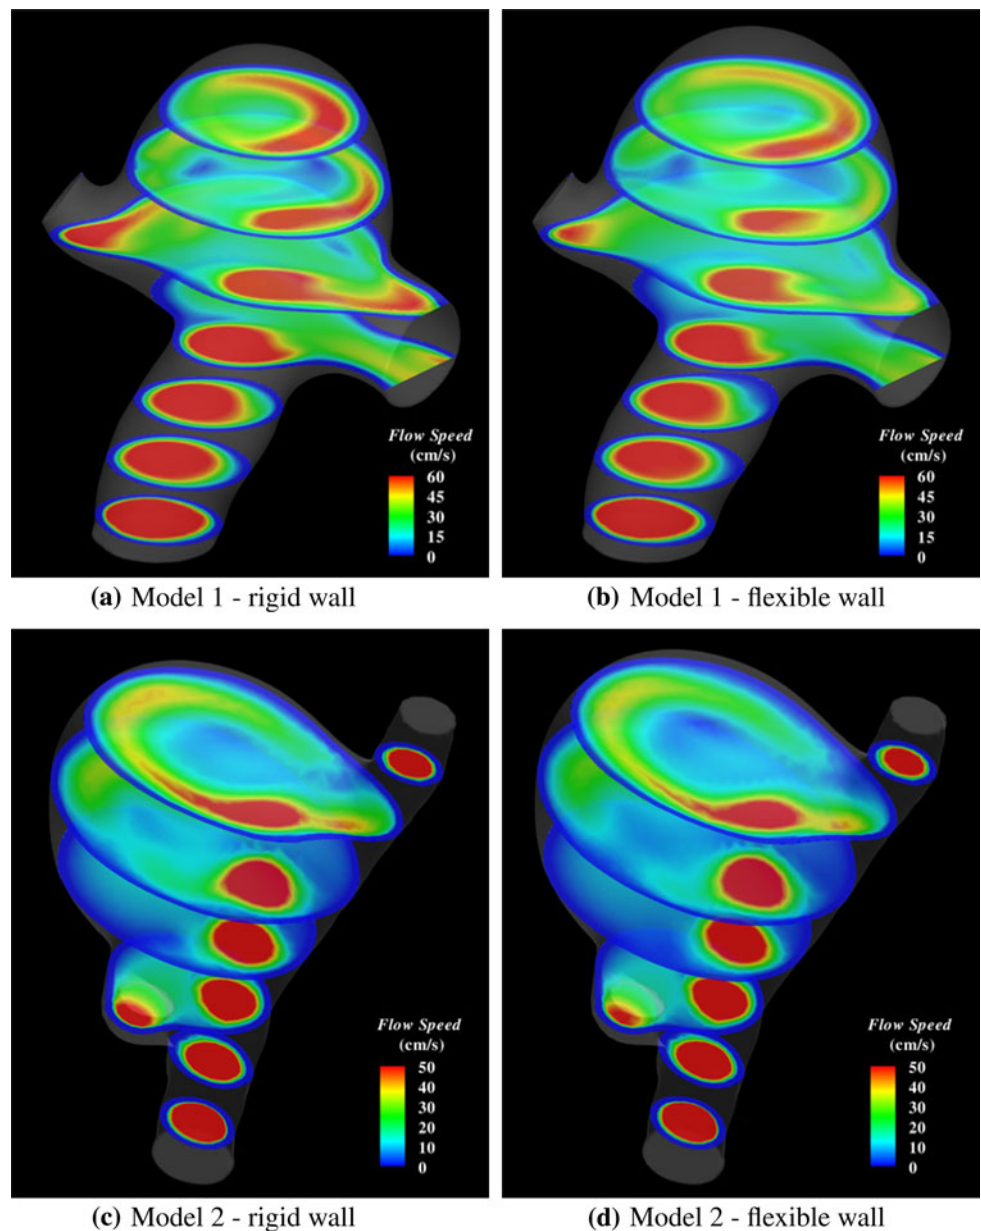 Flow Speed
(cm/s)
60
45
30
15
0
Flow Speed
(cm/s)
60
45
30
15
0
(a) Model 1 - rigid wall
(b) Model 1 - flexible wall
Flow Speed
(cm/s)
50
40
30
20
10
0
Flow Speed
(cm/s)
50
40
30
20
10
0
(c) Model 2 - rigid wall
(d) Model 2 - flexible wall